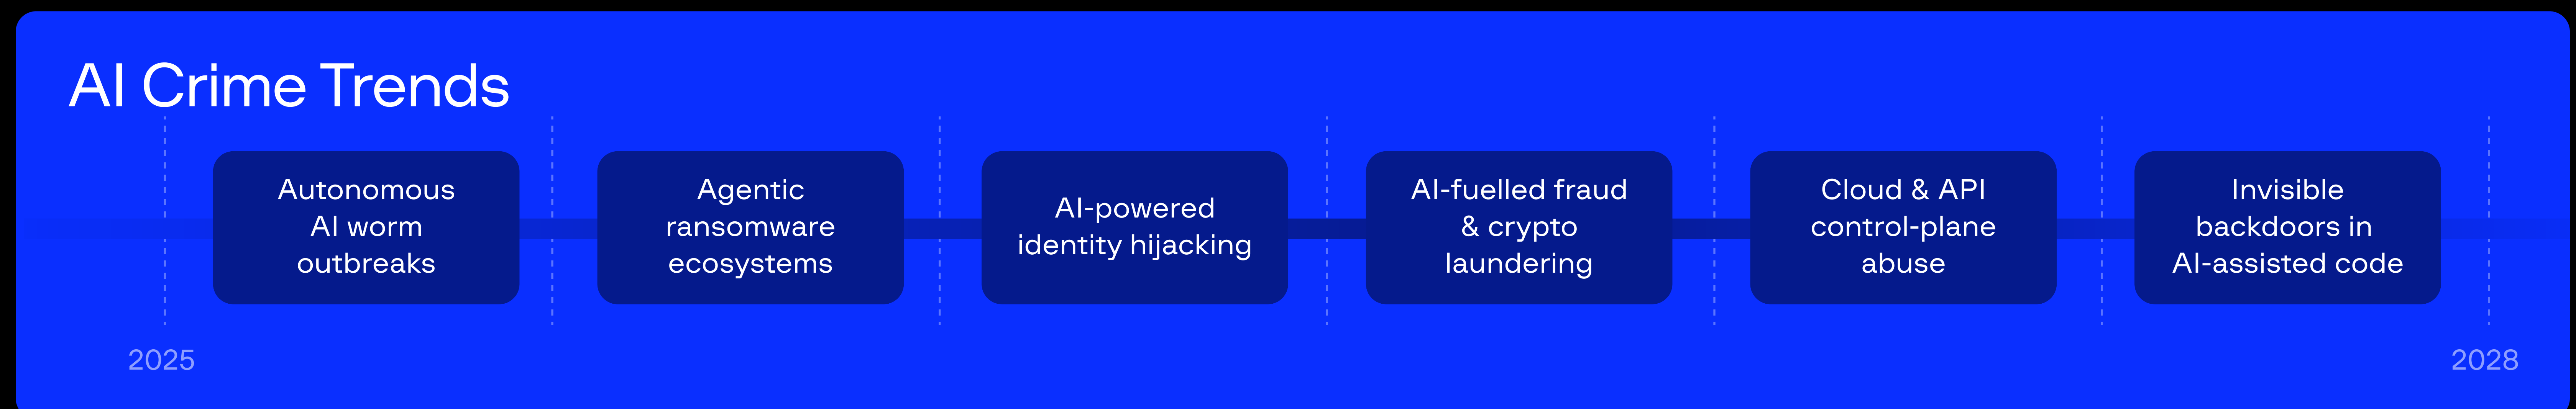 AI Crime Trends
Autonomous
AI worm
outbreaks
Agentic
ransomware
ecosystems
AI-powered
identity hijacking
AI-fuelled fraud
& crypto
laundering
Cloud & API
control-plane
abuse
Invisible
backdoors in
AI-assisted code
2025
2028